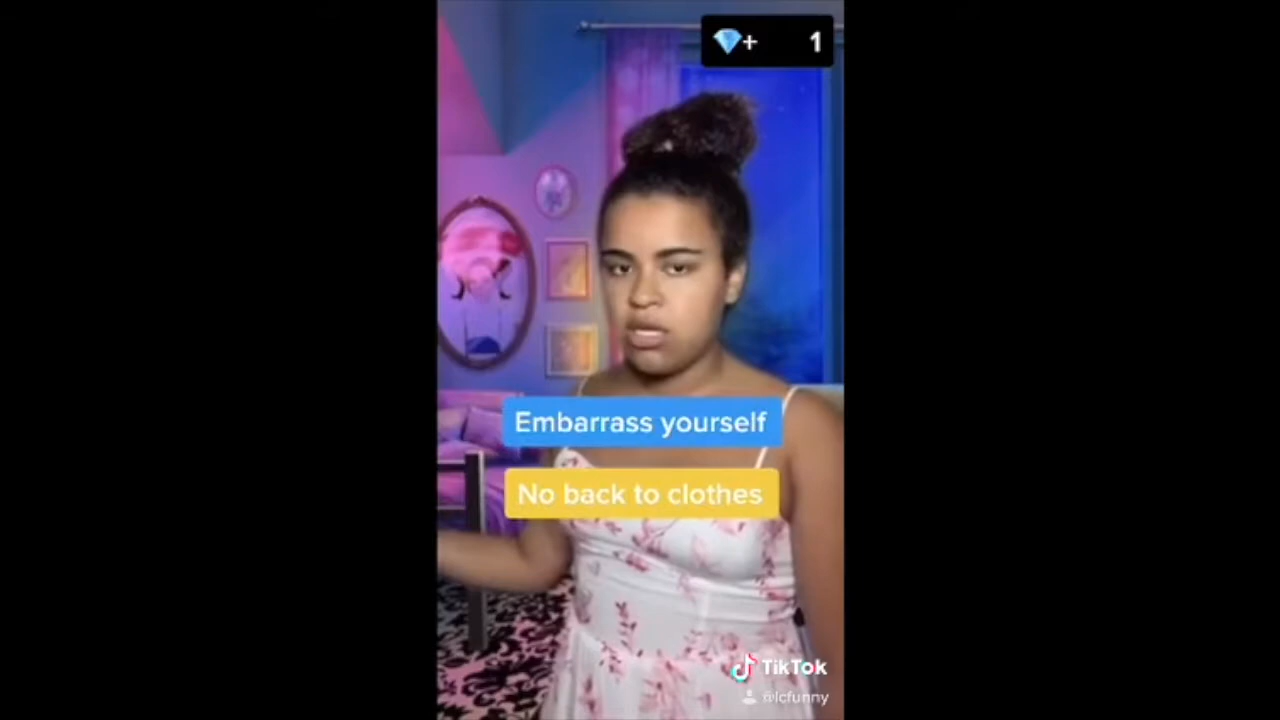 + 1
Embarrass yourself
No back to clothes
TikTok
@lcfunny